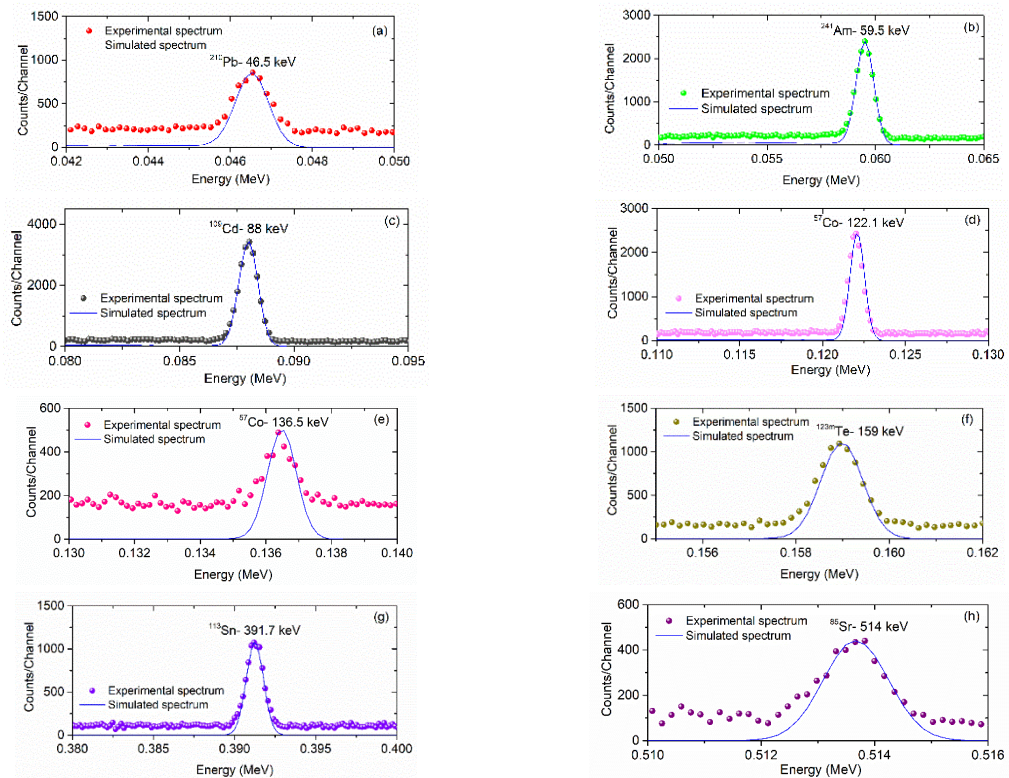 (a)
1500
1000
500
0
Counts/Channel
Experimental spectrum
Simulated spectrum
²¹⁰Pb- 46.5 keV
0.042 0.044 0.046 0.048 0.050
Energy (MeV)
(b)
3000
2000
1000
0
Counts/Channel
²⁴¹Am- 59.5 keV
Experimental spectrum
Simulated spectrum
0.050 0.055 0.060 0.065
Energy (MeV)
(c)
4000
2000
0
Counts/Channel
¹⁰⁹Cd- 88 keV
Experimental spectrum
Simulated spectrum
0.080 0.085 0.090 0.095
Energy (MeV)
(d)
3000
2000
1000
0
Counts/Channel
⁵⁷Co- 122.1 keV
Experimental spectrum
Simulated spectrum
0.110 0.115 0.120 0.125 0.130
Energy (MeV)
(e)
600
400
200
0
Counts/Channel
Experimental spectrum
Simulated spectrum
⁵⁷Co- 136.5 keV
0.130 0.132 0.134 0.136 0.138 0.140
Energy (MeV)
(f)
1500
1000
500
0
Counts/Channel
Experimental spectrum
Simulated spectrum
¹²³ᵐTe- 159 keV
0.156 0.158 0.160 0.162
Energy (MeV)
(g)
1500
1000
500
0
Counts/Channel
¹¹³Sn- 391.7 keV
Experimental spectrum
Simulated spectrum
0.380 0.385 0.390 0.395 0.400
Energy (MeV)
(h)
600
400
200
0
Counts/Channel
Experimental spectrum
Simulated spectrum
⁸⁵Sr- 514 keV
0.510 0.512 0.514 0.516
Energy (MeV)